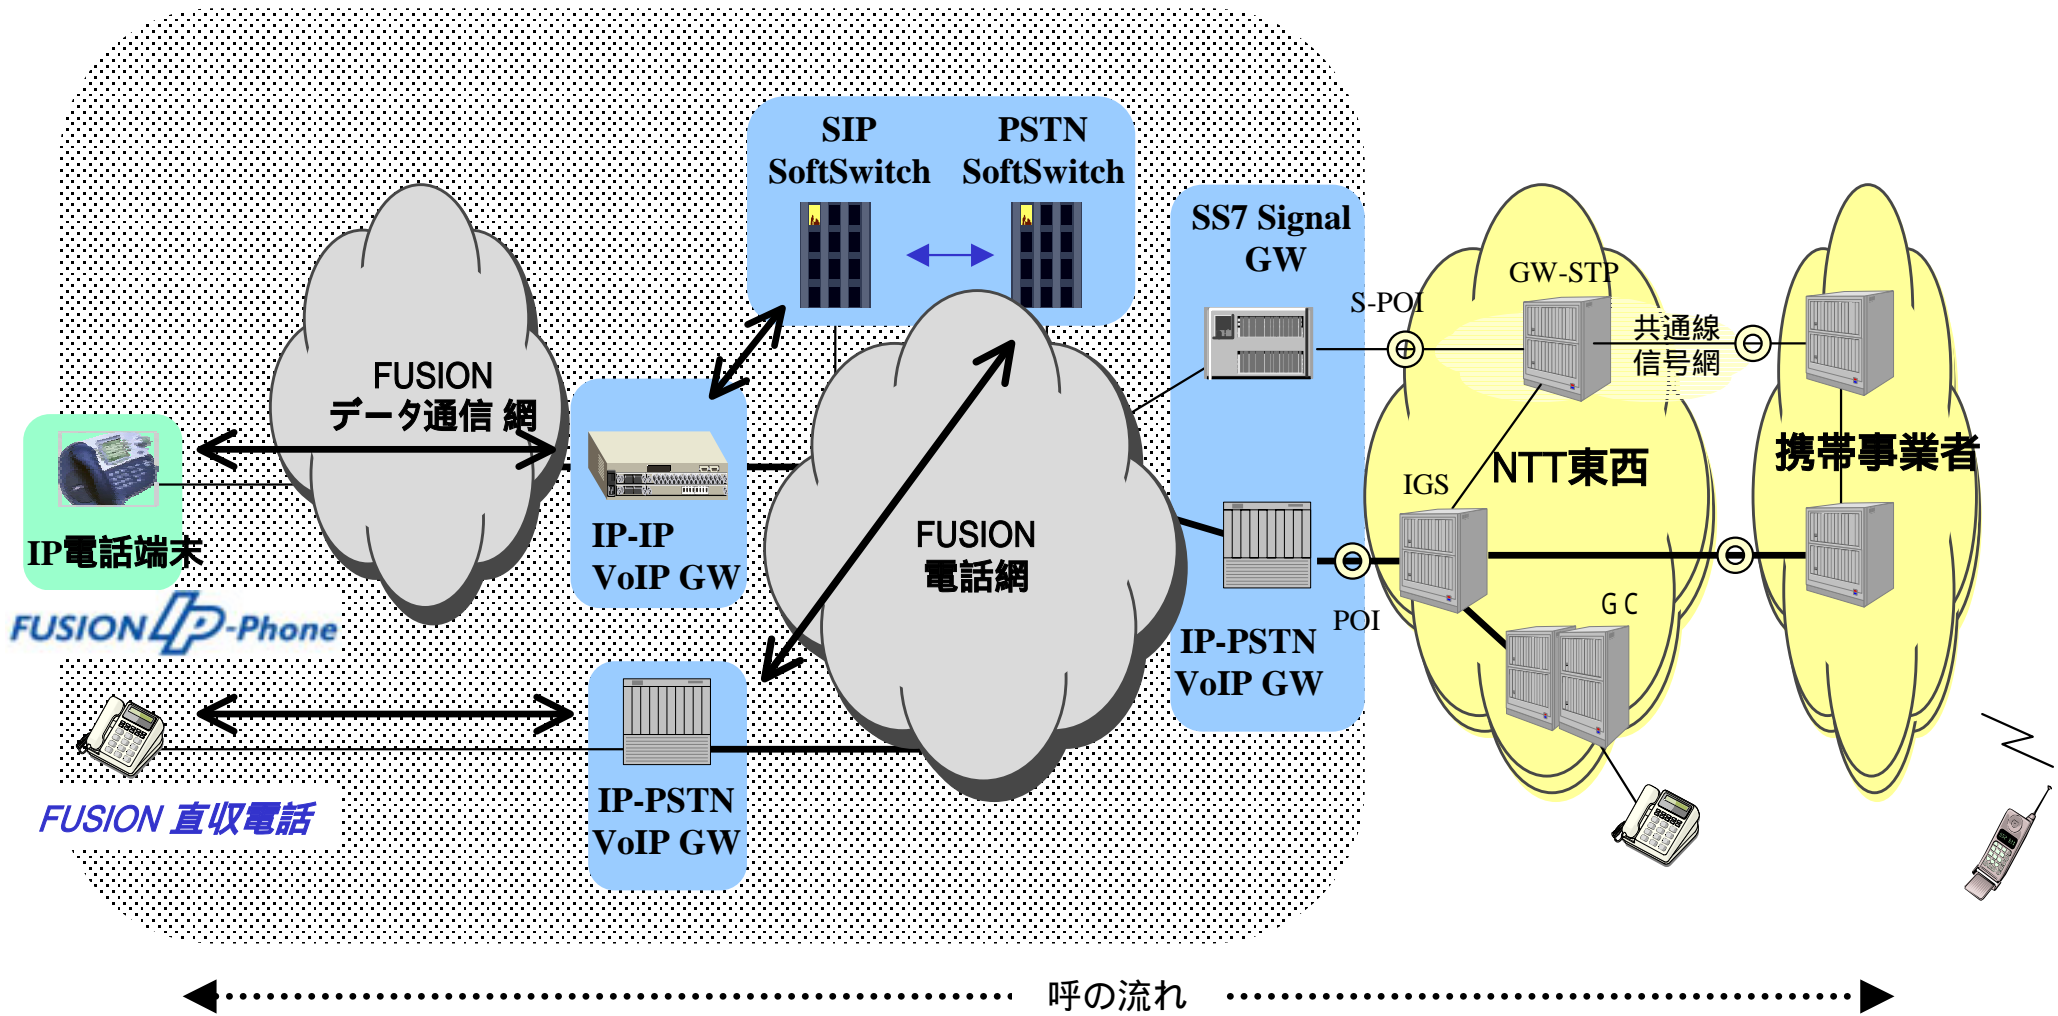 SIP
SoftSwitch
PSTN
SoftSwitch
SS7 Signal
GW
S-POI
GW-STP
共通線
信号網
FUSION
データ通信 網
IP電話端末
FUSION IP-Phone
IP-IP
VoIP GW
FUSION
電話網
IGS
NTT東西
携帯事業者
POI
GC
IP-PSTN
VoIP GW
FUSION 直収電話
IP-PSTN
VoIP GW
呼の流れ